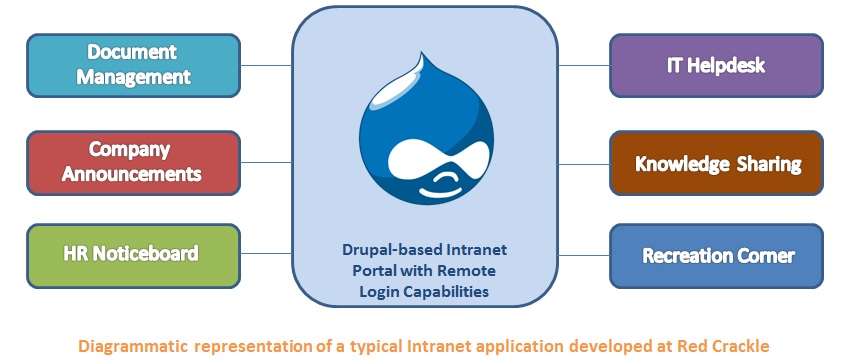 Document
Management
Company
Announcements
HR Noticeboard
Drupal-based Intranet
Portal with Remote
Login Capabilities
IT Helpdesk
Knowledge Sharing
Recreation Corner
Diagrammatic representation of a typical Intranet application developed at Red Crackle